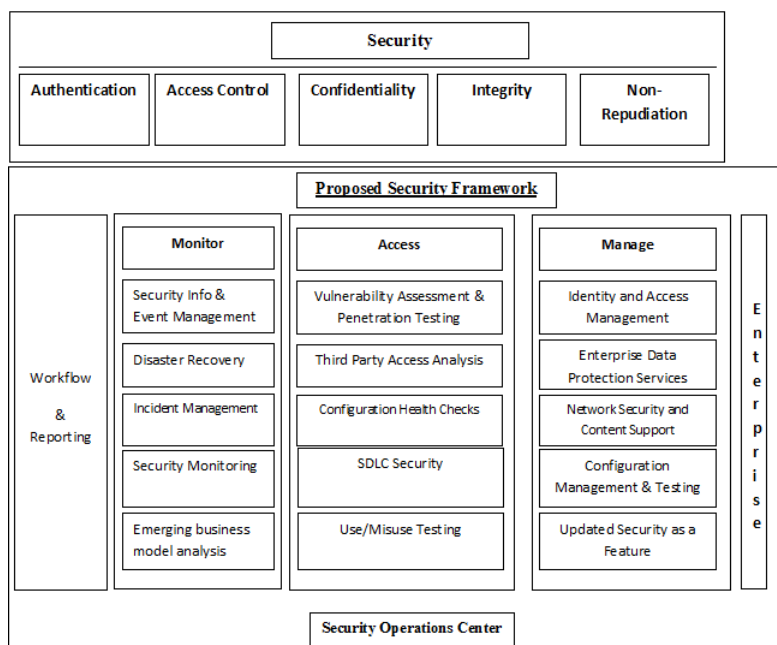 Security
Authentication
Access Control
Confidentiality
Integrity
Non-
Repudiation
Proposed Security Framework
Workflow
&
Reporting
Monitor
Security Info &
Event Management
Disaster Recovery
Incident Management
Security Monitoring
Emerging business
model analysis
Access
Vulnerability Assessment &
Penetration Testing
Third Party Access Analysis
Configuration Health Checks
SDLC Security
Use/Misuse Testing
Manage
Identity and Access
Management
Enterprise Data
Protection Services
Network Security and
Content Support
Configuration
Management & Testing
Updated Security as a
Feature
Enterprise
Security Operations Center